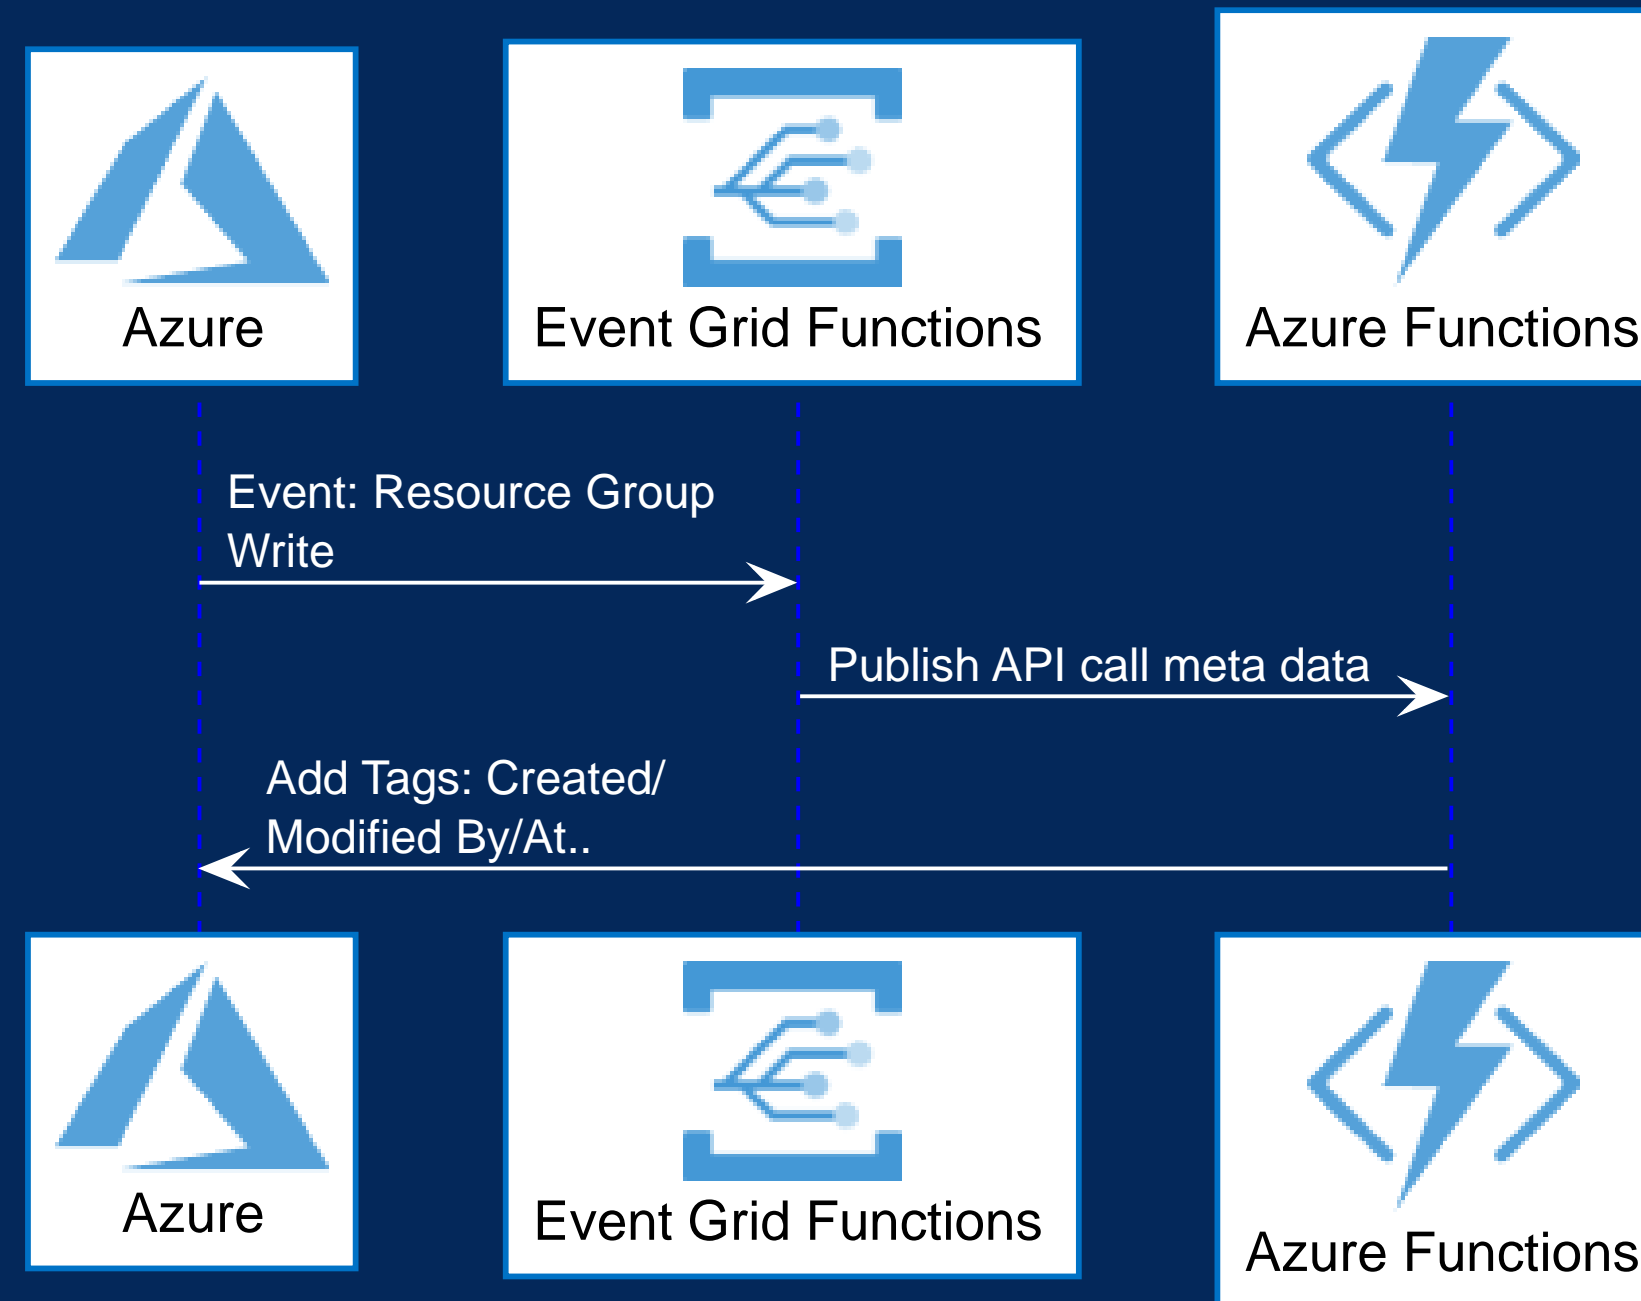 Azure
Event Grid Functions
Azure Functions
Event: Resource Group
Write
Publish API call meta data
Add Tags: Created/
Modified By/At..
Azure
Event Grid Functions
Azure Functions